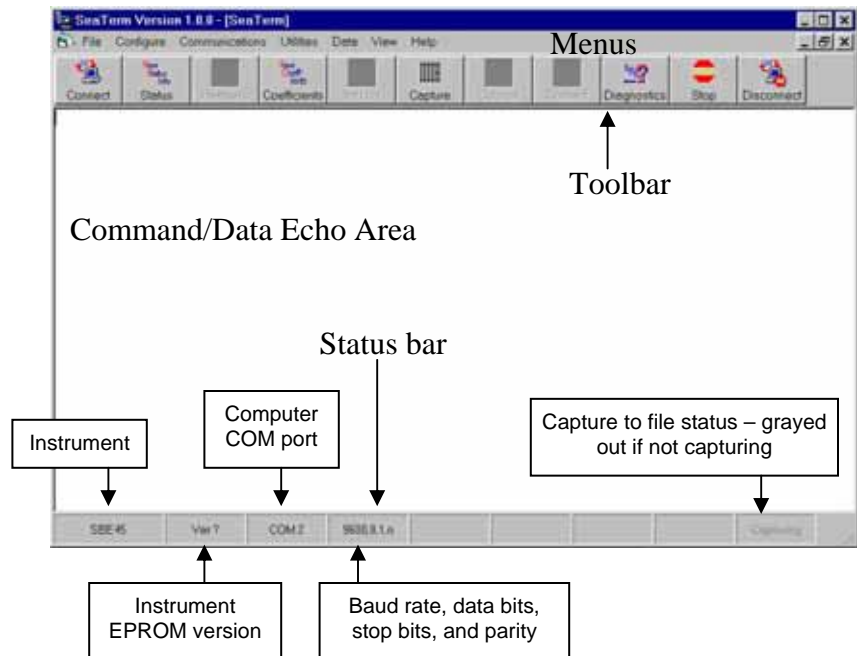 SeaTerm Version 1.0.0 - [SeaTerm]
File Configure Communications Utilities Data View Help
Menus
Connect Status Coefficients Capture Diagnostics Stop Disconnect
Toolbar
Command/Data Echo Area
Status bar
Instrument
Computer
COM port
Capture to file status – grayed
out if not capturing
SBE45 Ver ? COM 2 9600,8,1,n Capturing
Instrument
EPROM version
Baud rate, data bits,
stop bits, and parity